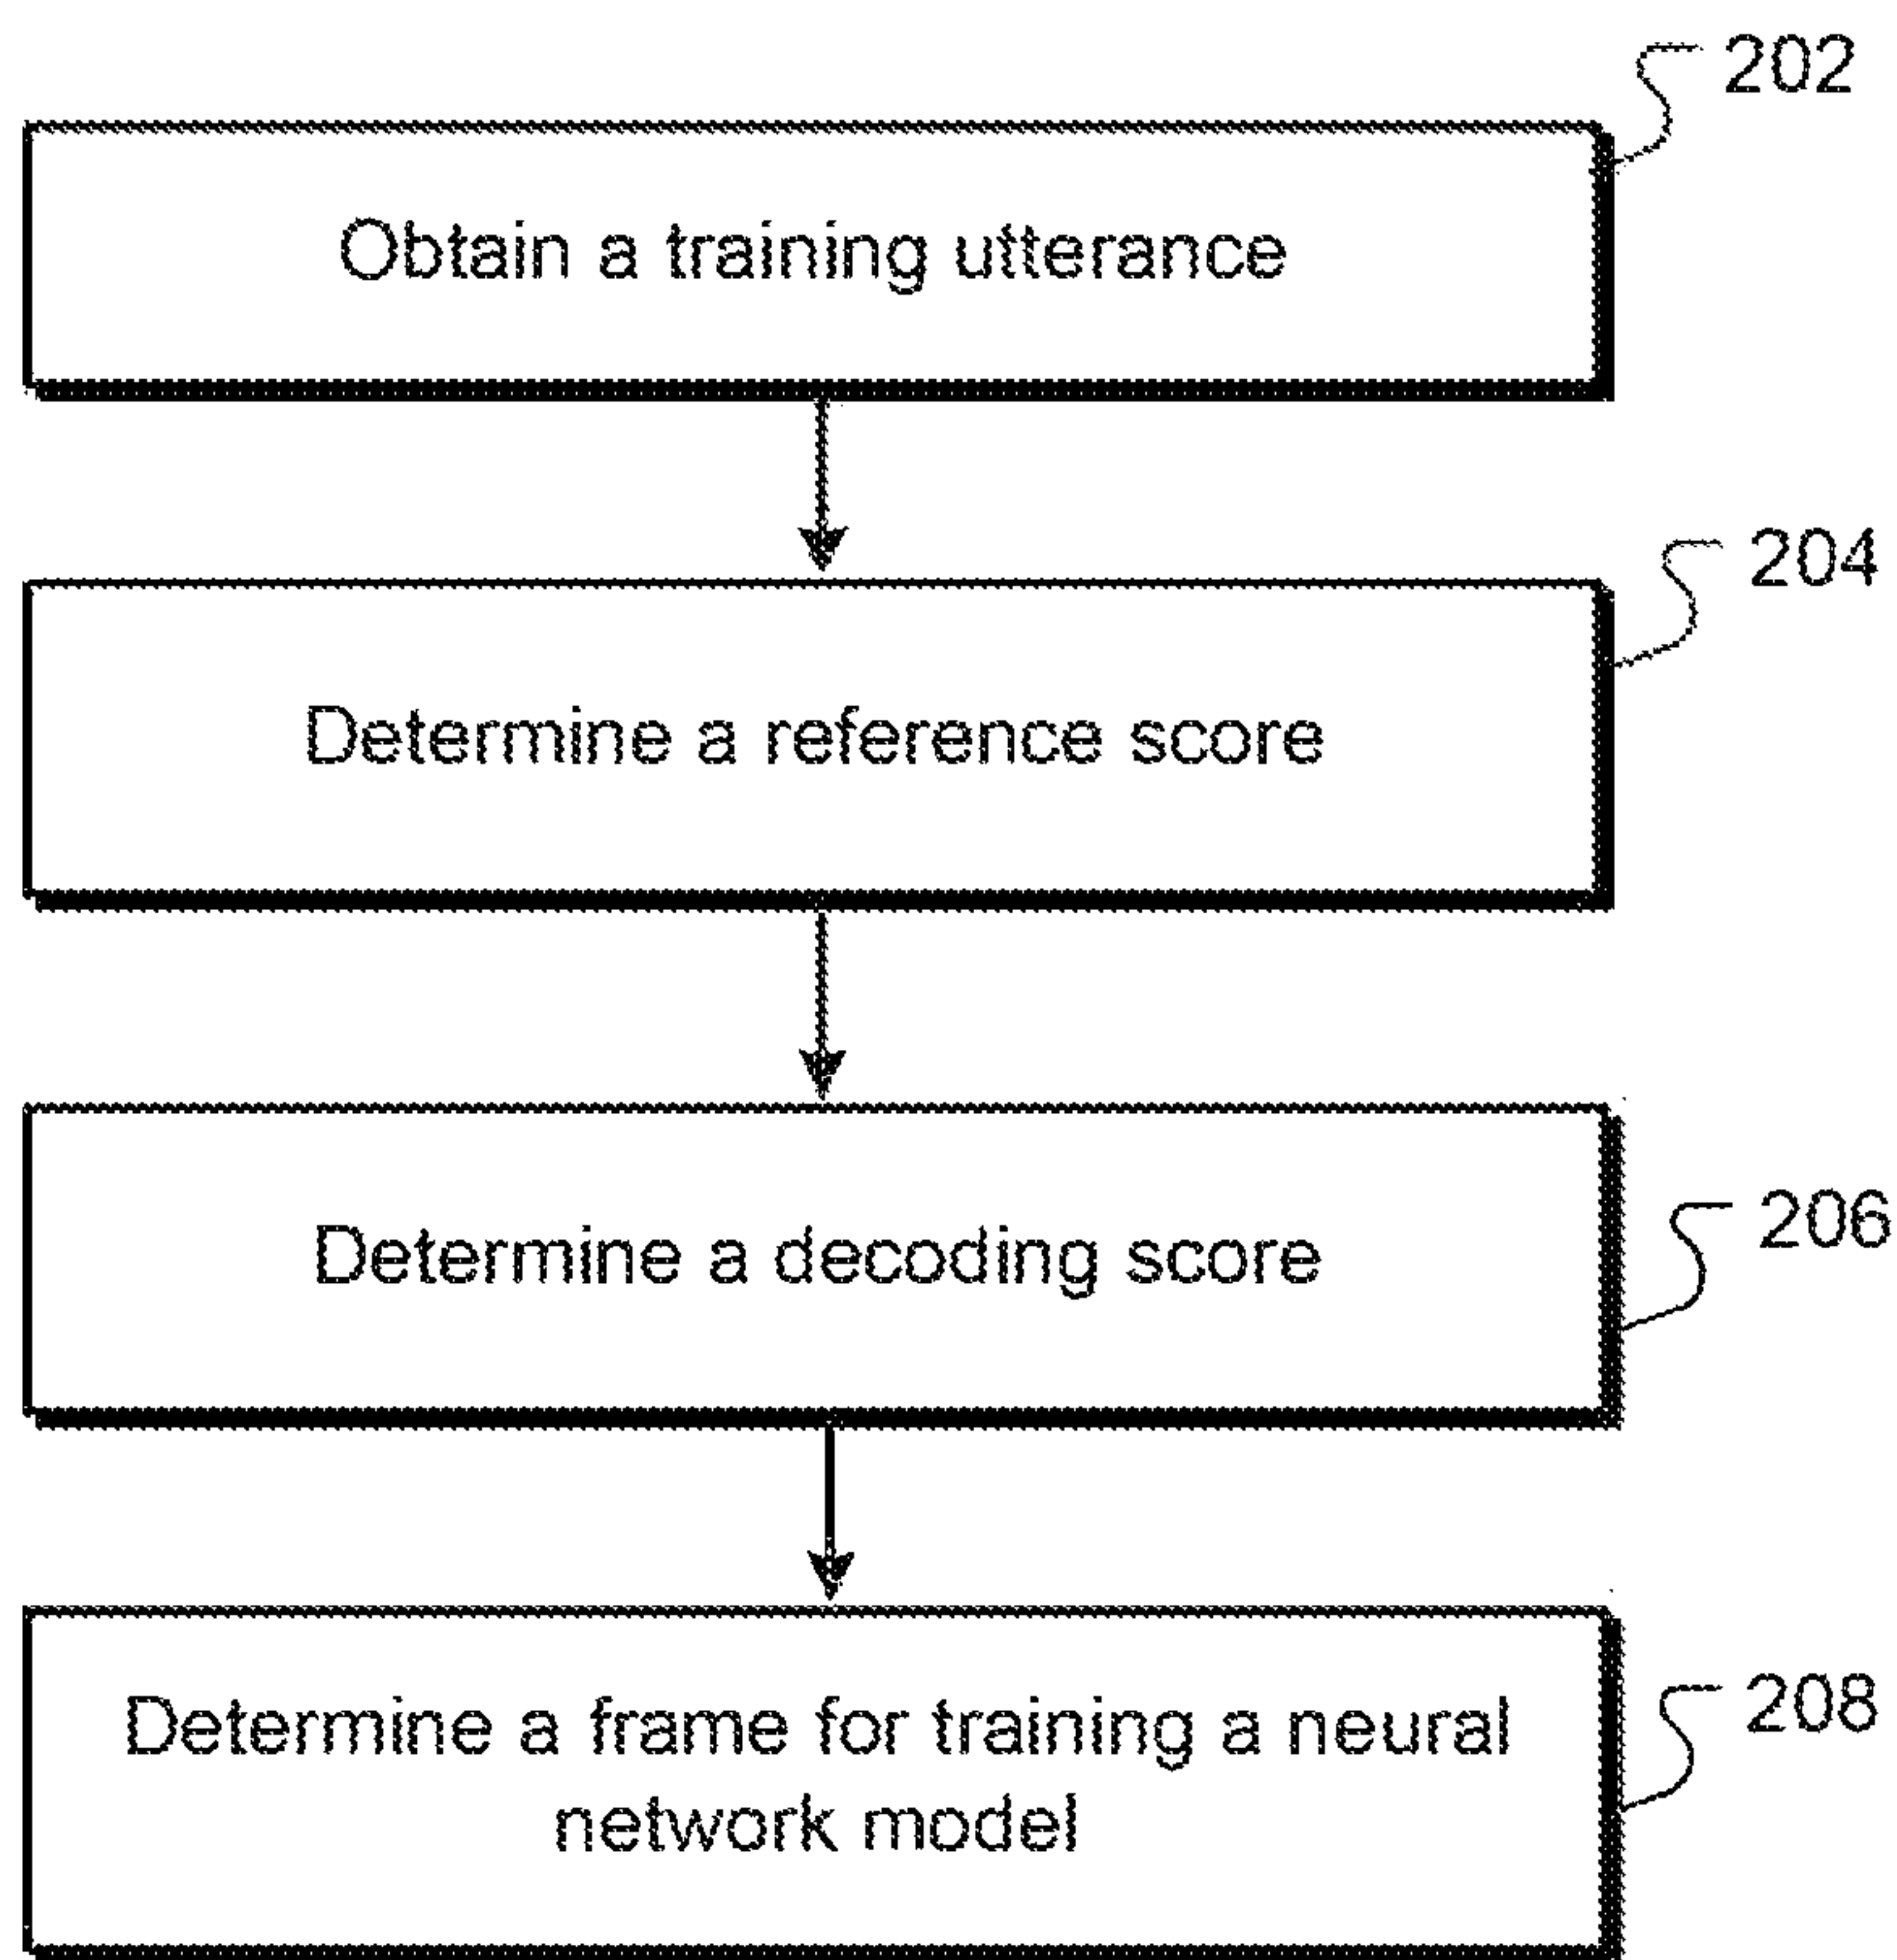 202
Obtain a training utterance
204
Determine a reference score
206
Determine a decoding score
208
Determine a frame for training a neural
network model